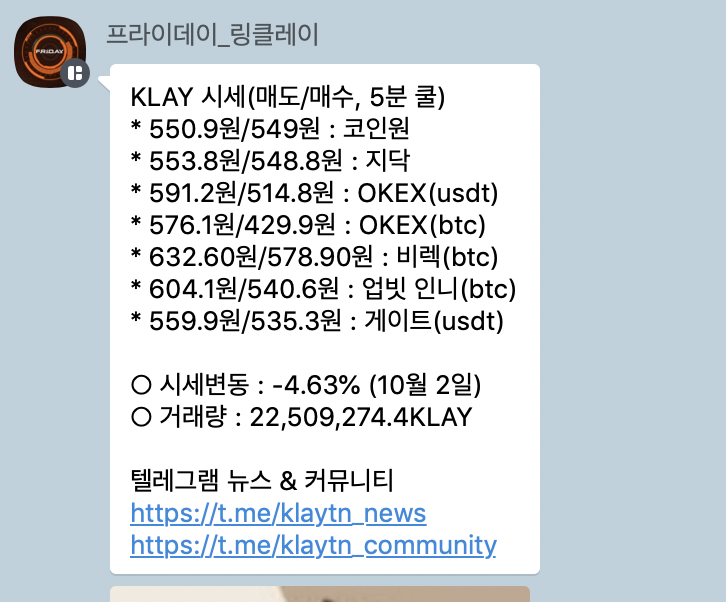 프라이데이_링클레이
FRIDAY
KLAY 시세(매도/매수, 5분 쿨)
* 550.9원/549원 : 코인원
* 553.8원/548.8원 : 지닥
* 591.2원/514.8원 : OKEX(usdt)
* 576.1원/429.9원 : OKEX(btc)
* 632.60원/578.90원 : 비렉(btc)
* 604.1원/540.6원 : 업빗 인니(btc)
* 559.9원/535.3원 : 게이트(usdt)
○ 시세변동 : -4.63% (10월 2일)
○ 거래량 : 22,509,274.4KLAY
텔레그램 뉴스 & 커뮤니티
https://t.me/klaytn_news
https://t.me/klaytn_community